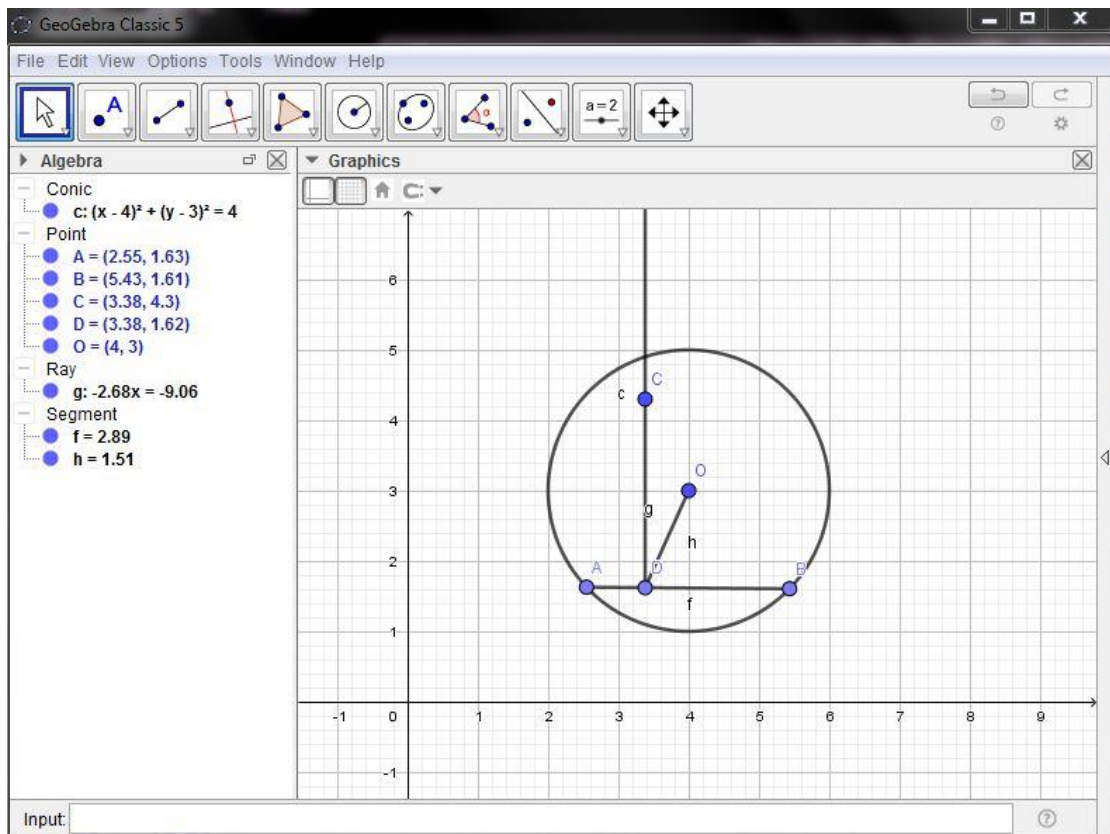 GeoGebra Classic 5
File Edit View Options Tools Window Help
A
α
a=2
Algebra
Graphics
Conic
c: (x - 4)² + (y - 3)² = 4
Point
A = (2.55, 1.63)
B = (5.43, 1.61)
C = (3.38, 4.3)
D = (3.38, 1.62)
O = (4, 3)
Ray
g: -2.68x = -9.06
Segment
f = 2.89
h = 1.51
6
5
C
c
4
O
3
g
h
2
A D B
f
1
-1 0 1 2 3 4 5 6 7 8 9
-1
Input: